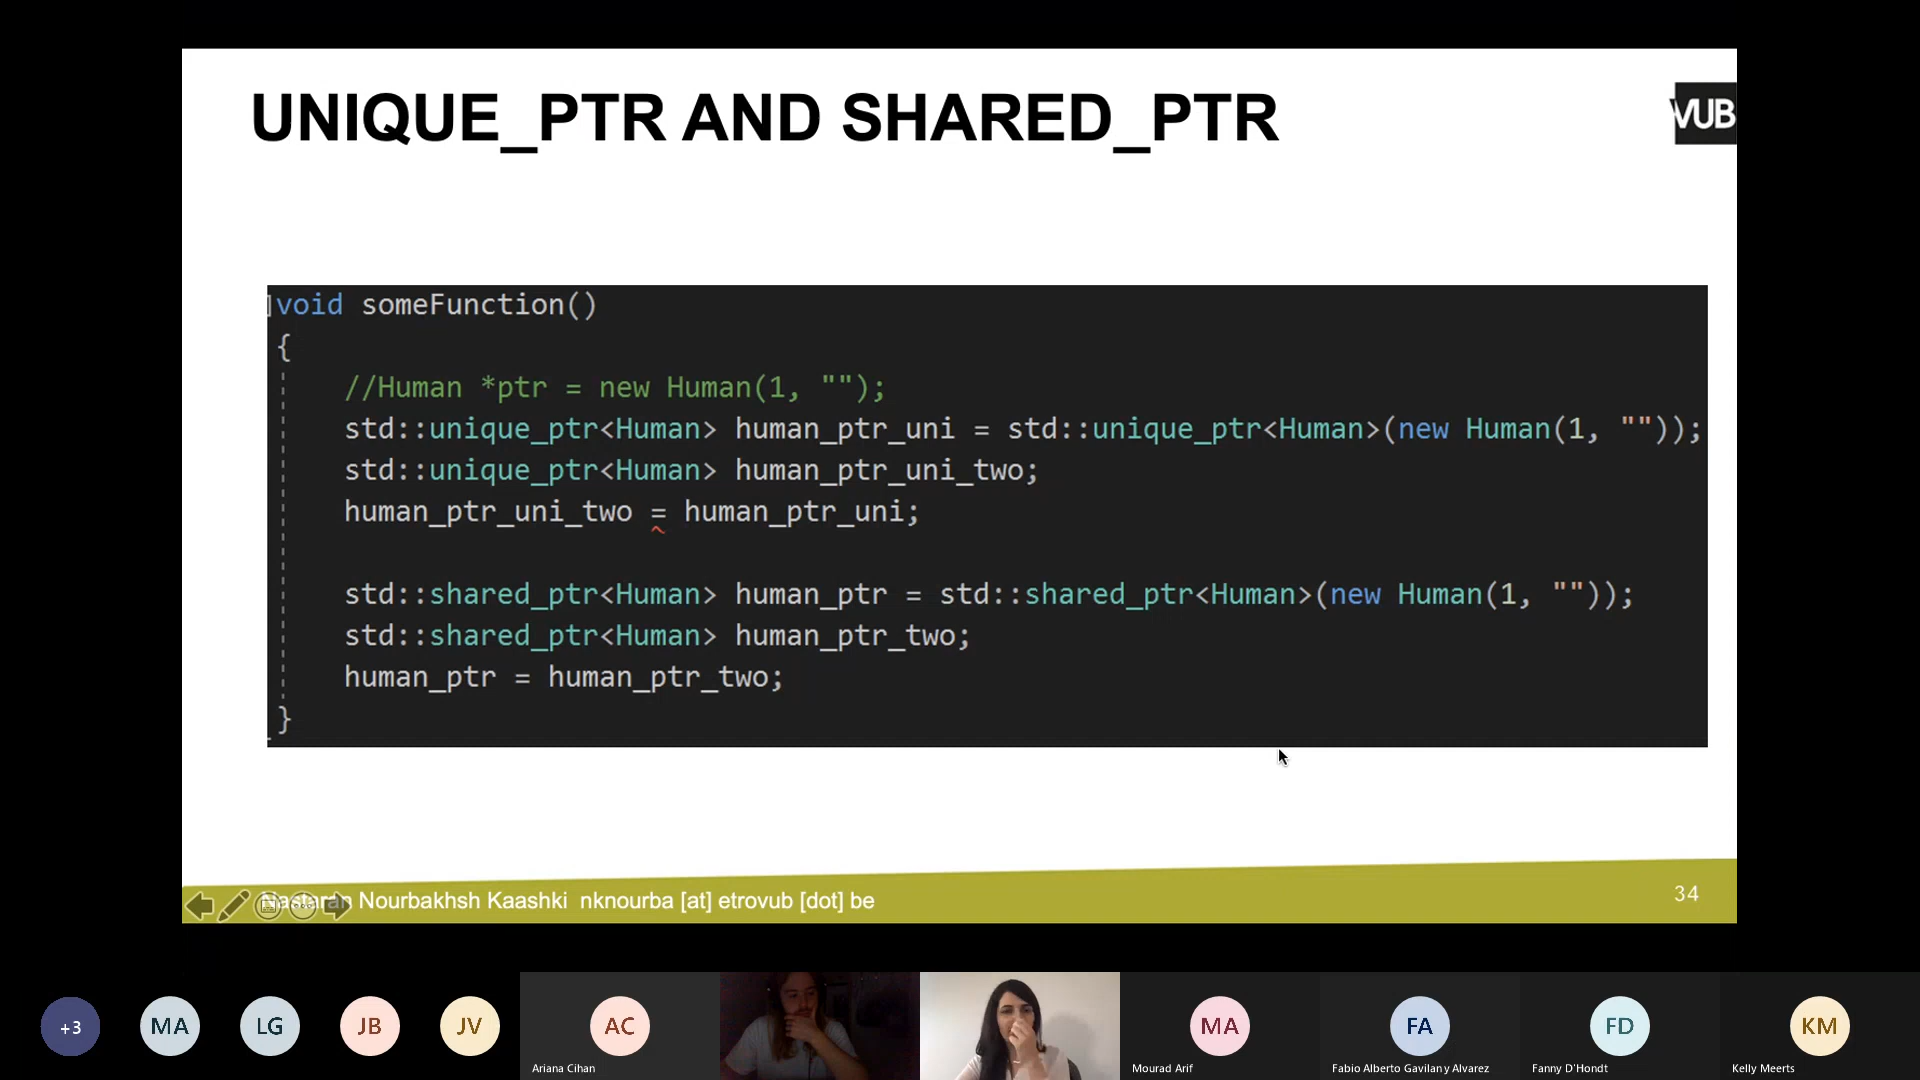 UNIQUE_PTR AND SHARED_PTR
VUB
void someFunction()
{
//Human *ptr = new Human(1, "");
std::unique_ptr<Human> human_ptr_uni = std::unique_ptr<Human>(new Human(1, ""));
std::unique_ptr<Human> human_ptr_uni_two;
human_ptr_uni_two = human_ptr_uni;
std::shared_ptr<Human> human_ptr = std::shared_ptr<Human>(new Human(1, ""));
std::shared_ptr<Human> human_ptr_two;
human_ptr = human_ptr_two;
}
Nastaran Nourbakhsh Kaashki nknourba [at] etrovub [dot] be
34
+3
MA
LG
JB
JV
AC
MA
FA
FD
KM
Ariana Cihan
Mourad Arif
Fabio Alberto Gavilan y Alvarez
Fanny D'Hondt
Kelly Meerts